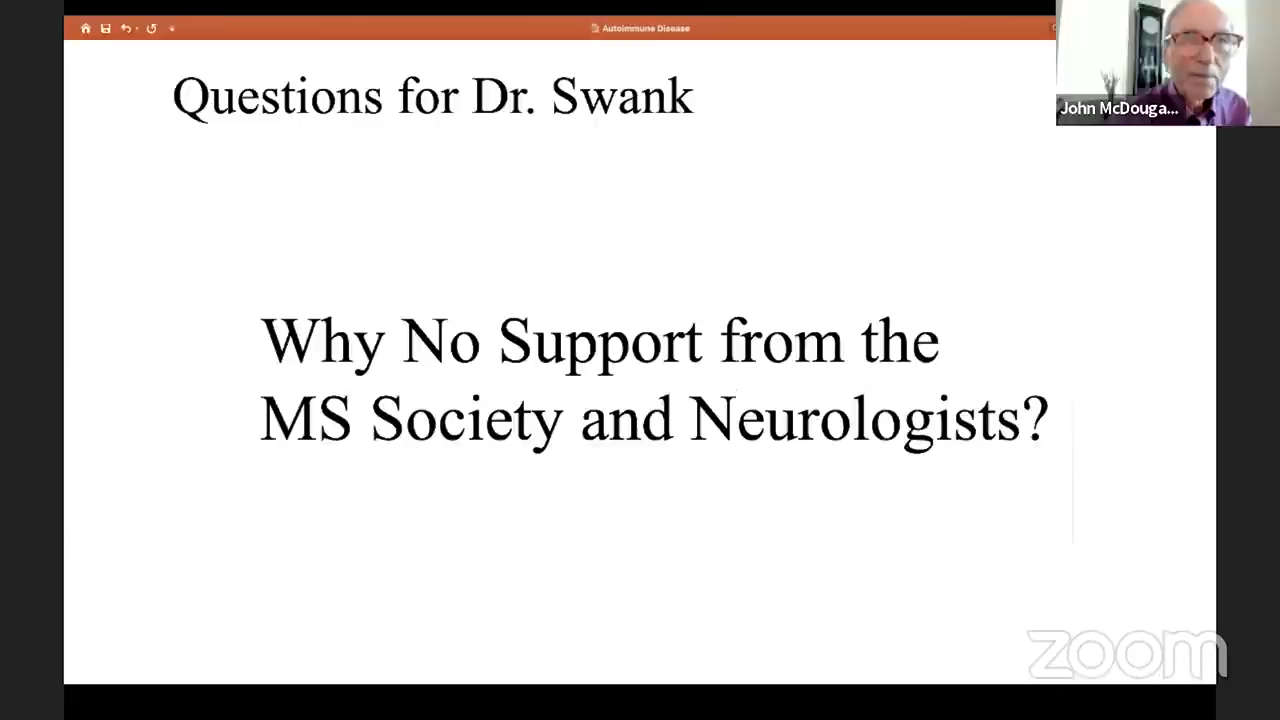 Autoimmune Disease
Questions for Dr. Swank
John McDouga...
Why No Support from the
MS Society and Neurologists?
zoom